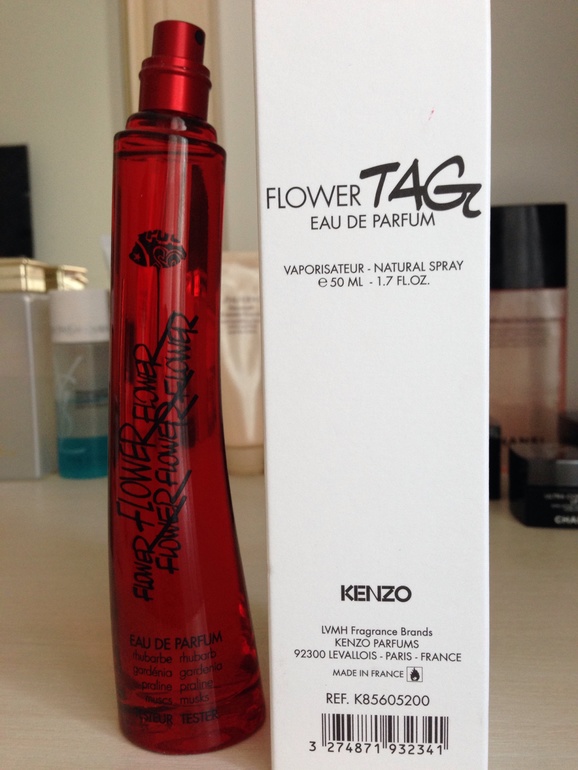 FLOWER FLOWER FLOWER
FLOWER FLOWER FLOWER
EAU DE PARFUM
rhubarbe rhubarb
gardénia gardenia
praline praline
muscs musks
TESTER
FLOWER TAG
EAU DE PARFUM
VAPORISATEUR - NATURAL SPRAY
℮ 50 ML - 1.7 FL.OZ.
KENZO
LVMH Fragrance Brands
KENZO PARFUMS
92300 LEVALLOIS - PARIS - FRANCE
MADE IN FRANCE
REF. K85605200
3 274871 932341